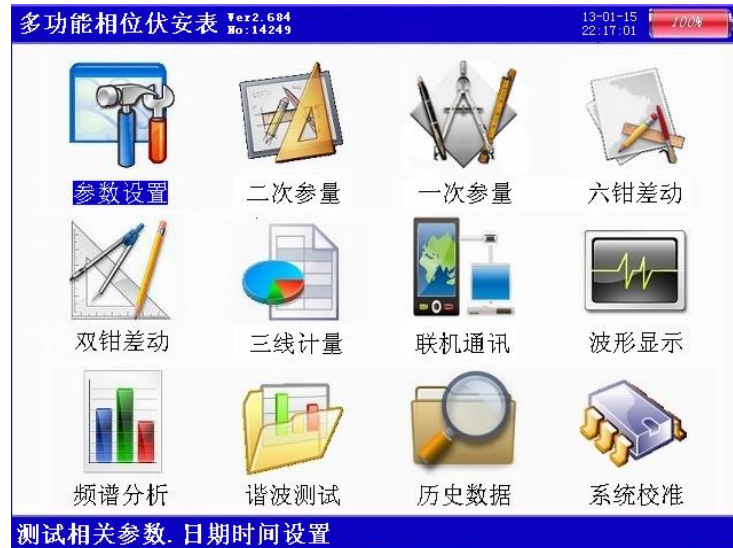 多功能相位伏安表 Ver2.684
No:14249
13-01-15
22:17:01
100%
参数设置 二次参量 一次参量 六钳差动
双钳差动 三线计量 联机通讯 波形显示
频谱分析 谐波测试 历史数据 系统校准
测试相关参数.日期时间设置